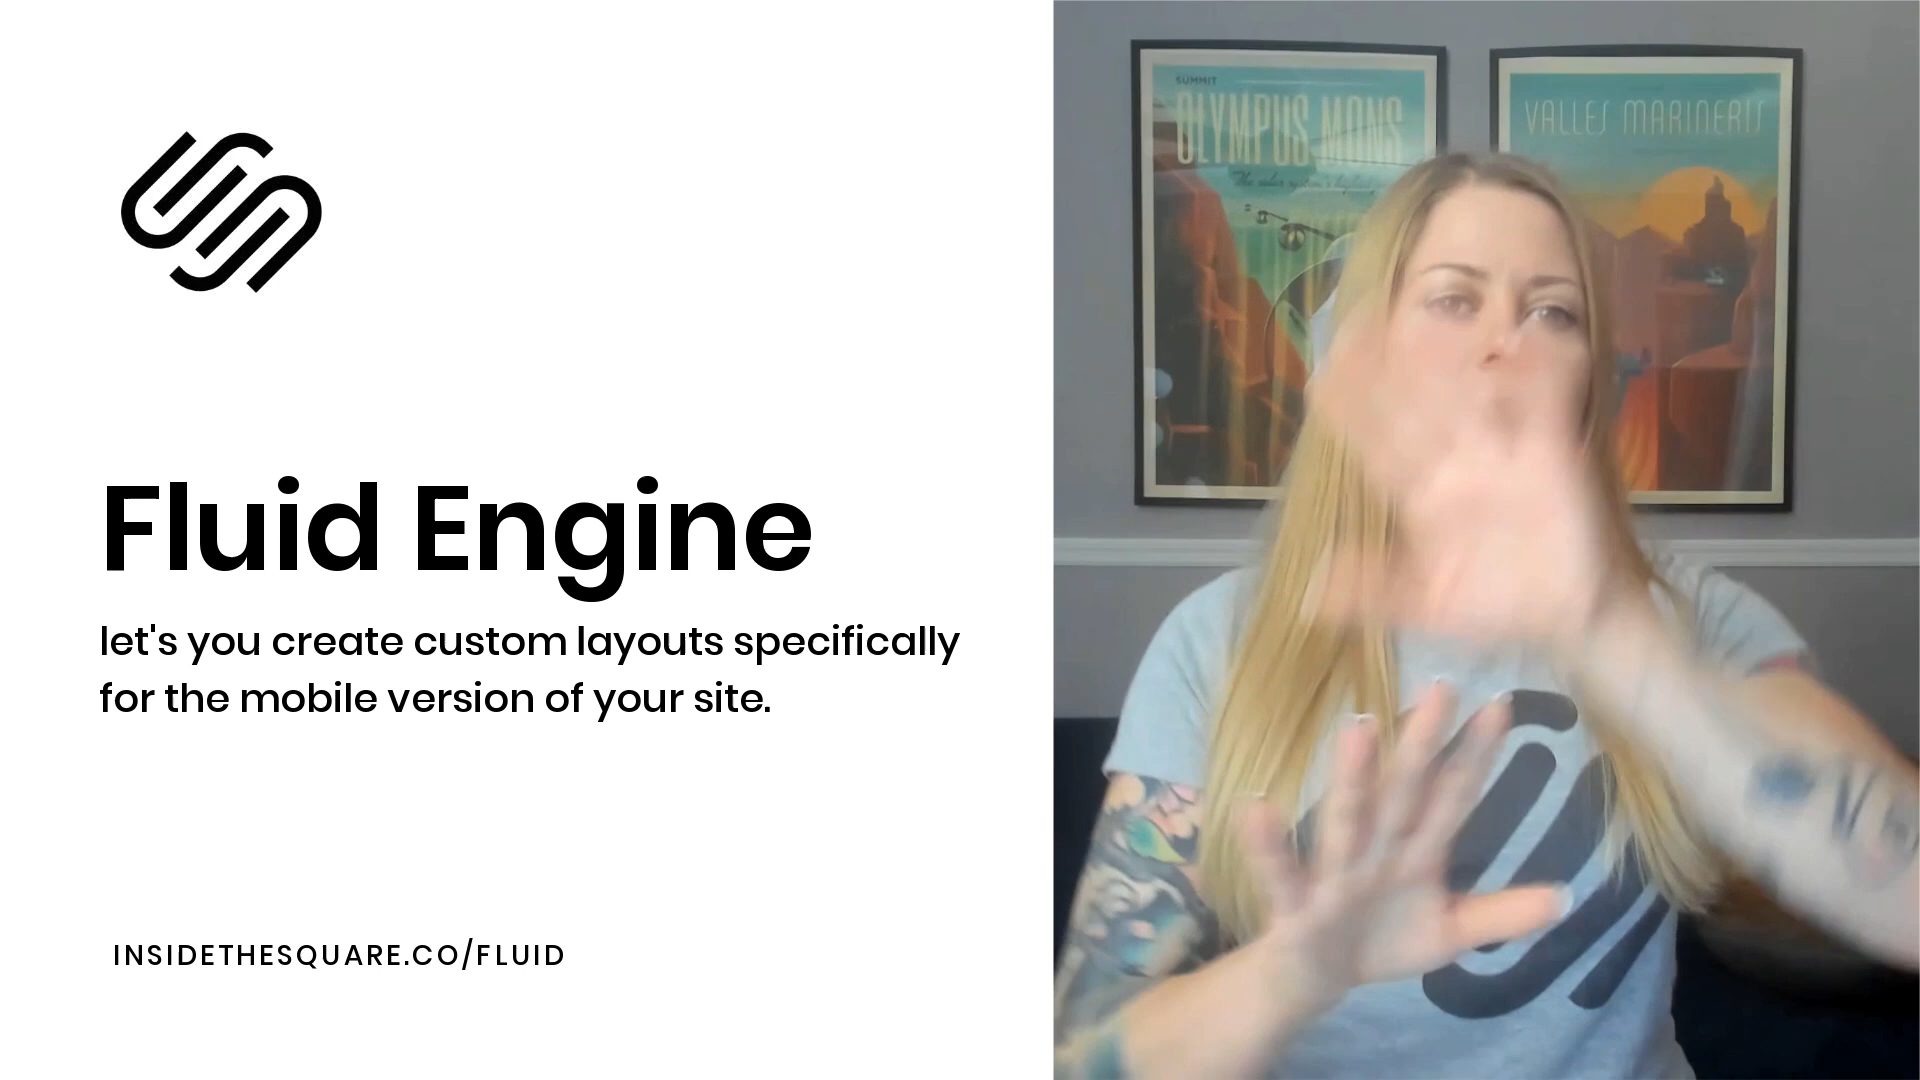 Fluid Engine
let's you create custom layouts specifically
for the mobile version of your site.
INSIDETHESQUARE.CO/FLUID
SUMMIT
OLYMPUS MONS
VALLES MARINERIS